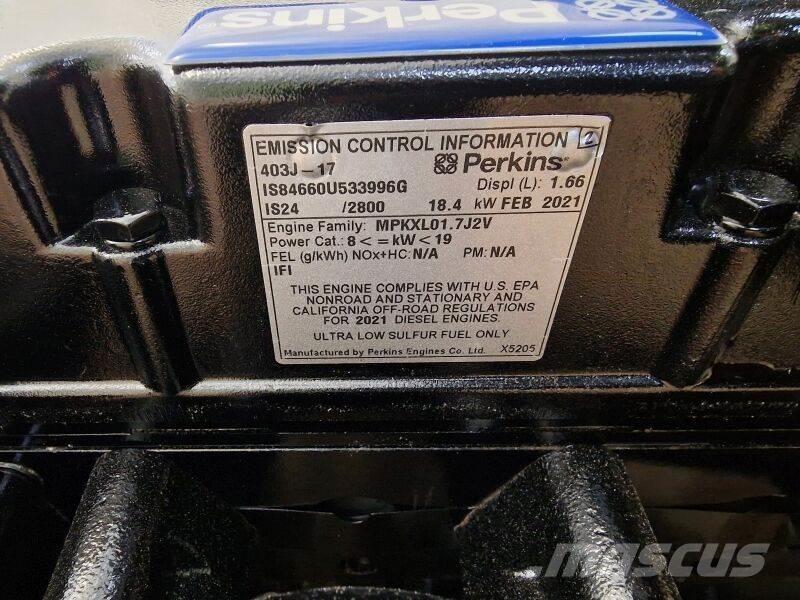 Perkins
EMISSION CONTROL INFORMATION 2
403J-17 Perkins
IS84660U533996G Displ (L): 1.66
IS24 /2800 18.4 kW FEB 2021
Engine Family: MPKXL01.7J2V
Power Cat.: 8 < = kW < 19
FEL (g/kWh) NOx+HC: N/A PM: N/A
IFI
THIS ENGINE COMPLIES WITH U.S. EPA
NONROAD AND STATIONARY AND
CALIFORNIA OFF-ROAD REGULATIONS
FOR 2021 DIESEL ENGINES.
ULTRA LOW SULFUR FUEL ONLY
Manufactured by Perkins Engines Co. Ltd. X5205
mascus